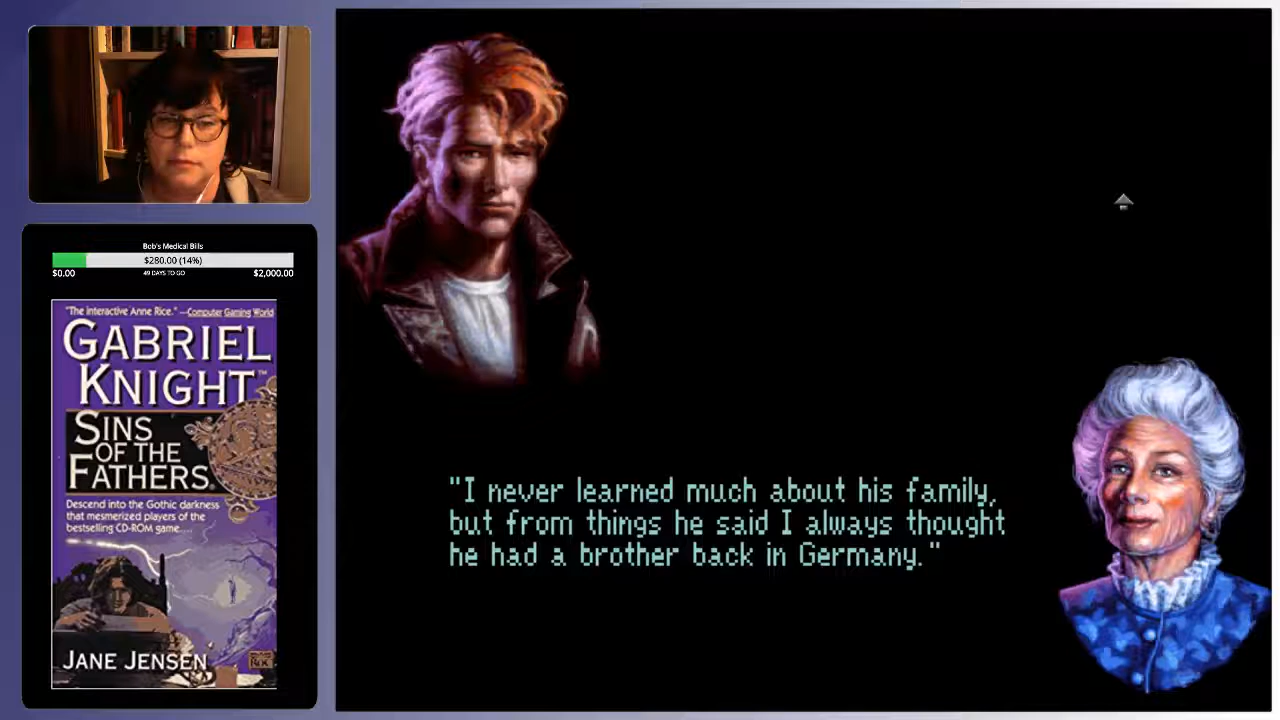 Bob's Medical Bills
$280.00 (14%)
$0.00
49 DAYS TO GO
$2,000.00
"The interactive Anne Rice." —Computer Gaming World
GABRIEL
KNIGHT™
SINS
OF THE
FATHERS.
Descend into the Gothic darkness
that mesmerized players of the
bestselling CD-ROM game....
JANE JENSEN
ROC
"I never learned much about his family,
but from things he said I always thought
he had a brother back in Germany."